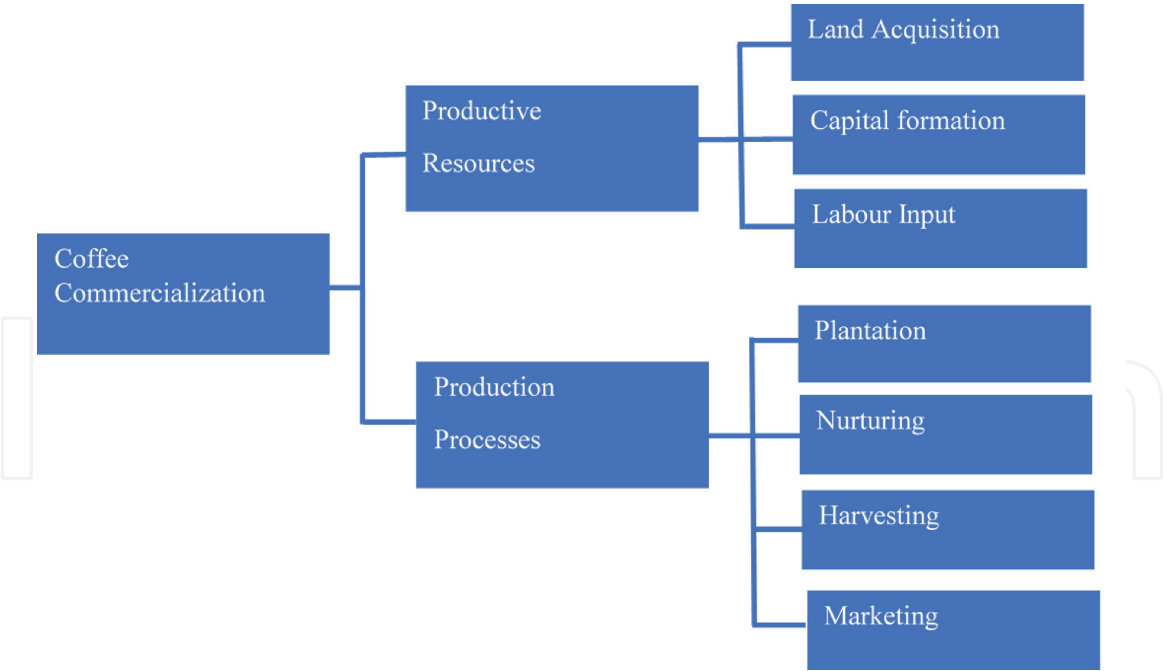 Land Acquisition
Productive
Resources
Capital formation
Labour Input
Coffee
Commercialization
Plantation
Production
Processes
Nurturing
Harvesting
Marketing